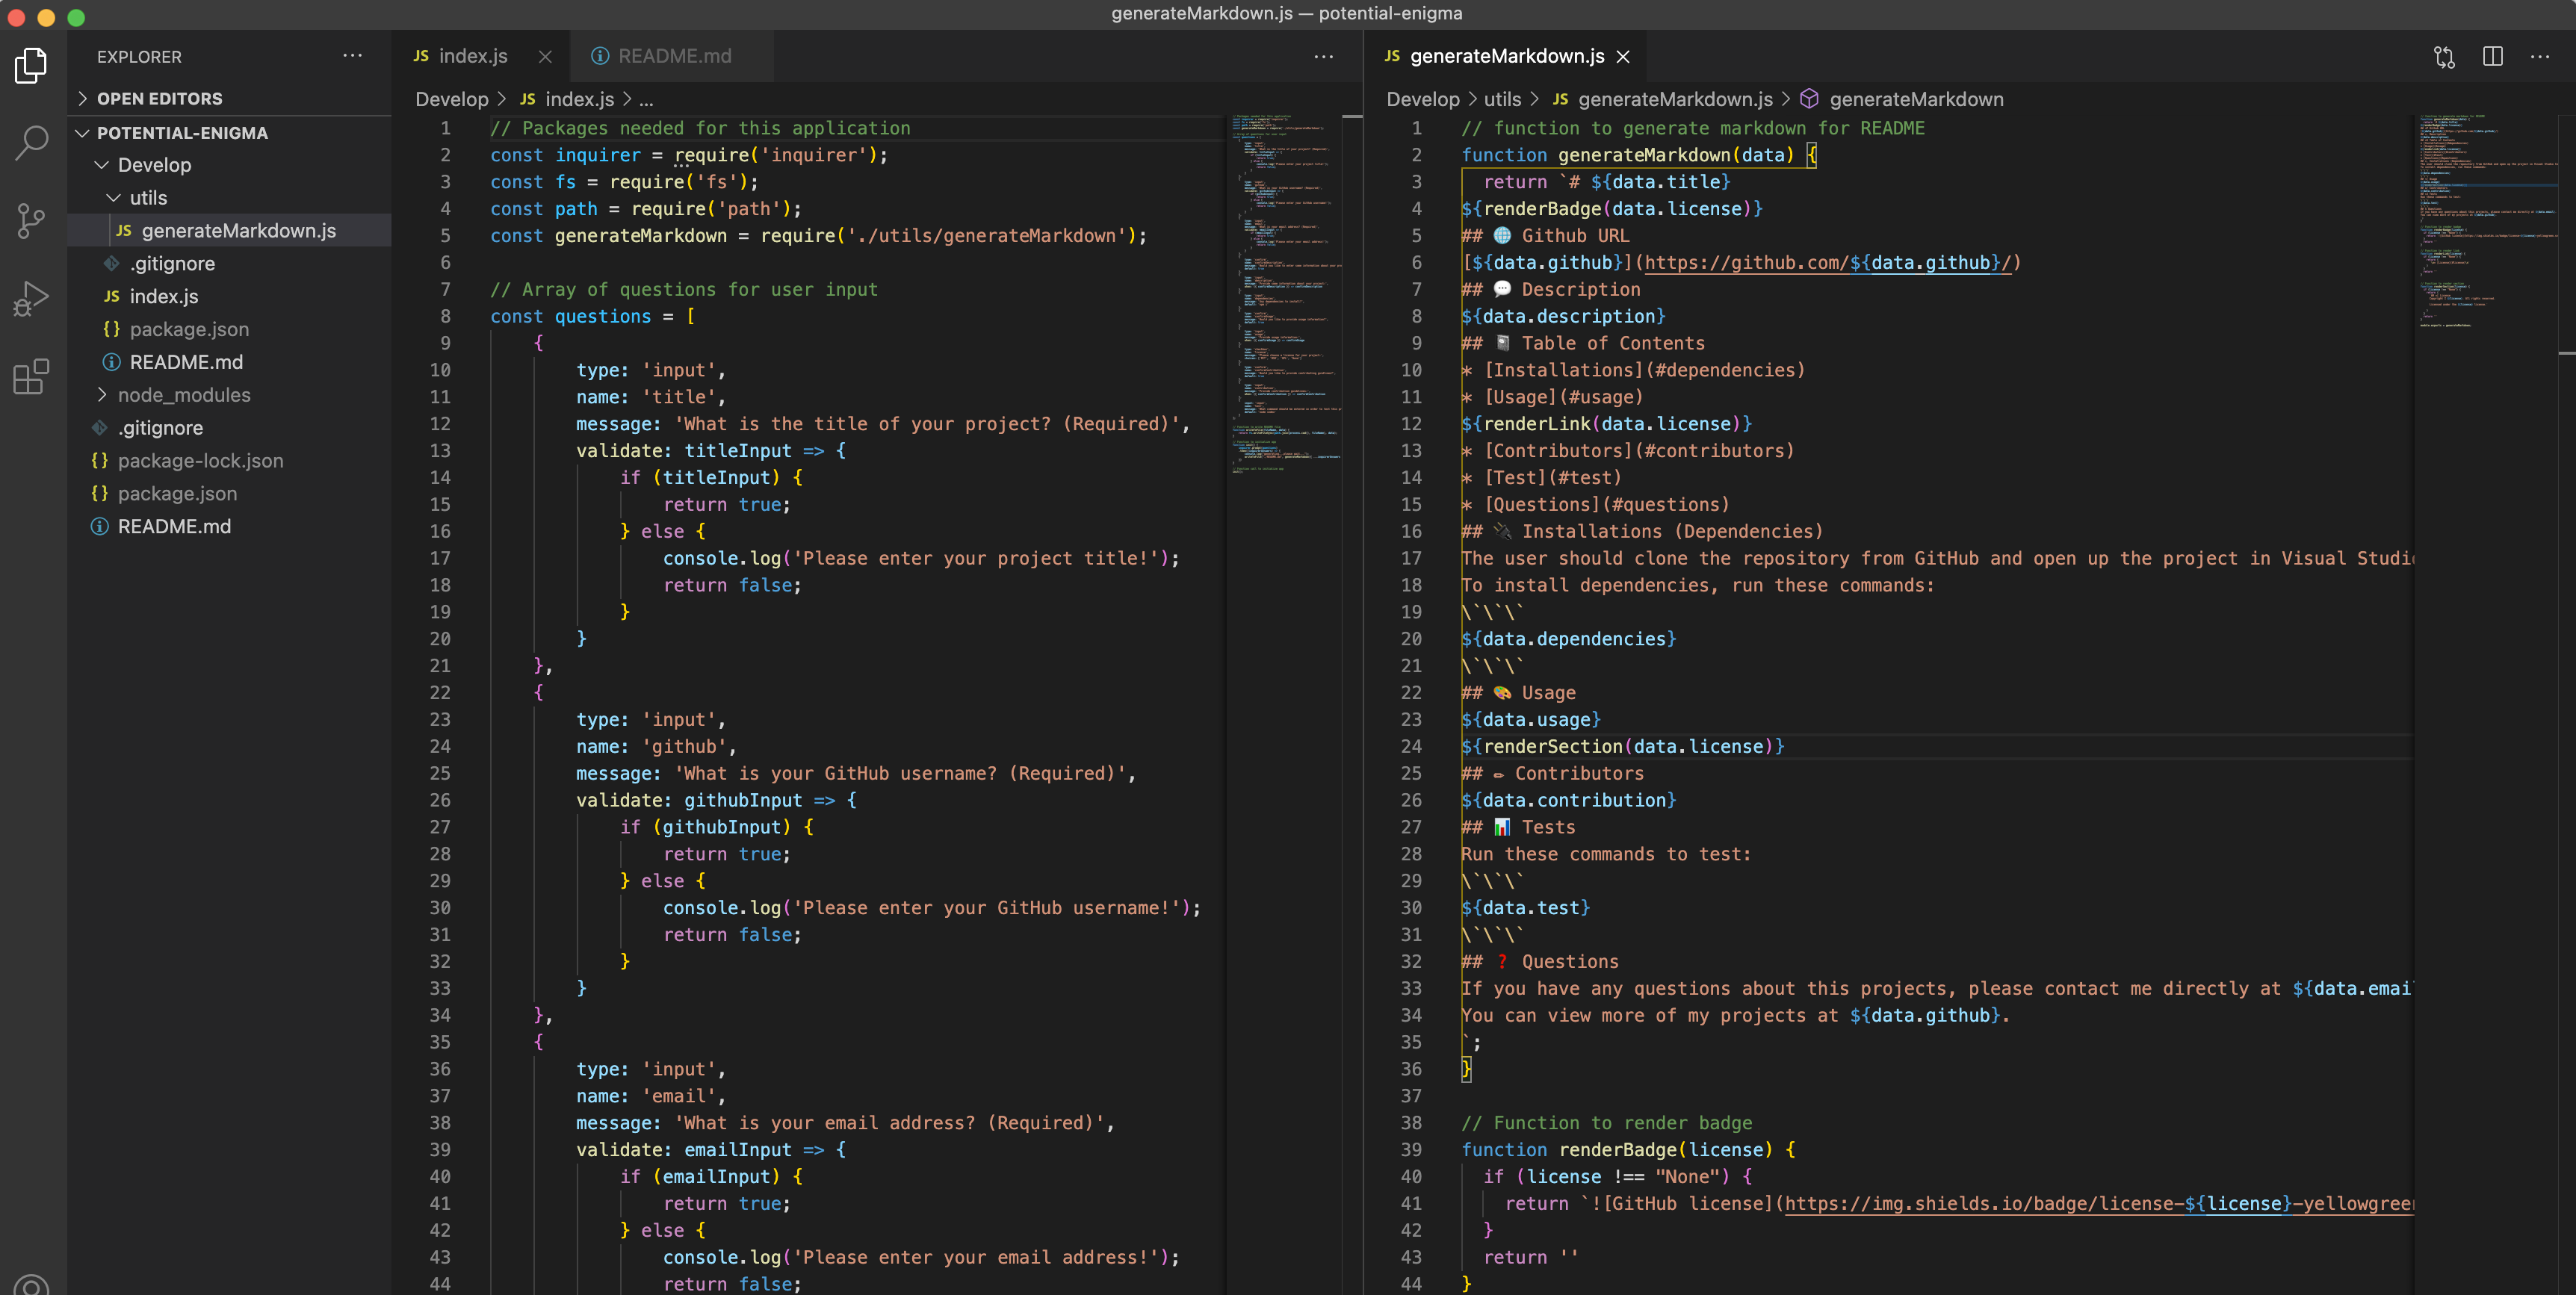 generateMarkdown.js — potential-enigma
EXPLORER
OPEN EDITORS
POTENTIAL-ENIGMA
Develop
utils
JS generateMarkdown.js
.gitignore
JS index.js
{} package.json
README.md
node_modules
.gitignore
{} package-lock.json
{} package.json
README.md
JS index.js
README.md
Develop > JS index.js > ...
1 // Packages needed for this application
2 const inquirer = require('inquirer');
3 const fs = require('fs');
4 const path = require('path');
5 const generateMarkdown = require('./utils/generateMarkdown');
6
7 // Array of questions for user input
8 const questions = [
9 {
10 type: 'input',
11 name: 'title',
12 message: 'What is the title of your project? (Required)',
13 validate: titleInput => {
14 if (titleInput) {
15 return true;
16 } else {
17 console.log('Please enter your project title!');
18 return false;
19 }
20 }
21 },
22 {
23 type: 'input',
24 name: 'github',
25 message: 'What is your GitHub username? (Required)',
26 validate: githubInput => {
27 if (githubInput) {
28 return true;
29 } else {
30 console.log('Please enter your GitHub username!');
31 return false;
32 }
33 }
34 },
35 {
36 type: 'input',
37 name: 'email',
38 message: 'What is your email address? (Required)',
39 validate: emailInput => {
40 if (emailInput) {
41 return true;
42 } else {
43 console.log('Please enter your email address!');
44 return false;
JS generateMarkdown.js
Develop > utils > JS generateMarkdown.js > generateMarkdown
1 // function to generate markdown for README
2 function generateMarkdown(data) {
3 return `# ${data.title}
4 ${renderBadge(data.license)}
5 ## 🌐 Github URL
6 [${data.github}](https://github.com/${data.github}/)
7 ## 💬 Description
8 ${data.description}
9 ## 📓 Table of Contents
10 * [Installations](#dependencies)
11 * [Usage](#usage)
12 ${renderLink(data.license)}
13 * [Contributors](#contributors)
14 * [Test](#test)
15 * [Questions](#questions)
16 ## 🔌 Installations (Dependencies)
17 The user should clone the repository from GitHub and open up the project in Visual Studi
18 To install dependencies, run these commands:
19 \`\`\`
20 ${data.dependencies}
21 \`\`\`
22 ## 🎨 Usage
23 ${data.usage}
24 ${renderSection(data.license)}
25 ## ✏ Contributors
26 ${data.contribution}
27 ## 📊 Tests
28 Run these commands to test:
29 \`\`\`
30 ${data.test}
31 \`\`\`
32 ## ❓ Questions
33 If you have any questions about this projects, please contact me directly at ${data.emai
34 You can view more of my projects at ${data.github}.
35 `;
36 }
37
38 // Function to render badge
39 function renderBadge(license) {
40 if (license !== "None") {
41 return `![GitHub license](https://img.shields.io/badge/license-${license}-yellowgree
42 }
43 return ''
44 }